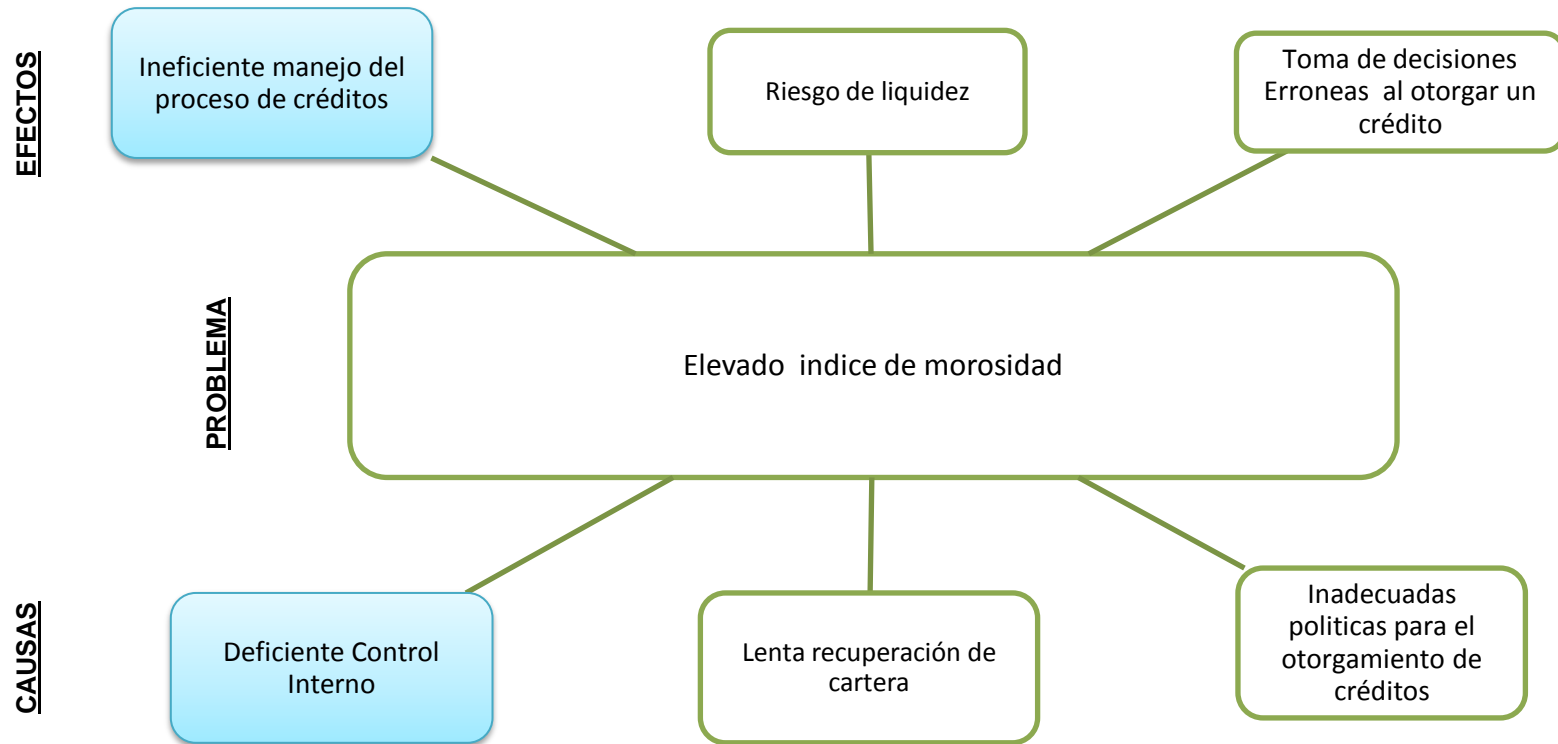 EFECTOS
Ineficiente manejo del
proceso de créditos
Riesgo de liquidez
Toma de decisiones
Erroneas al otorgar un
crédito
PROBLEMA
Elevado indice de morosidad
CAUSAS
Deficiente Control
Interno
Lenta recuperación de
cartera
Inadecuadas
politicas para el
otorgamiento de
créditos